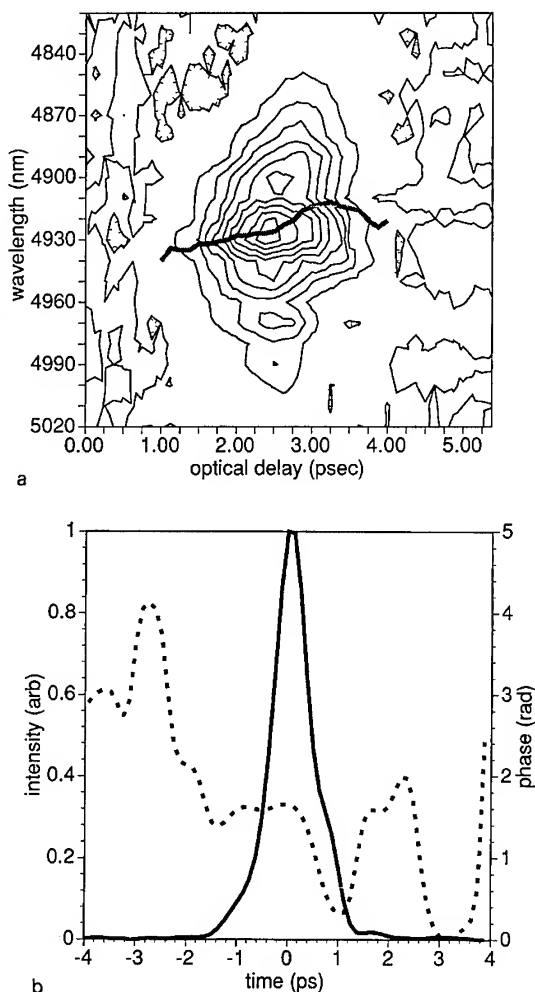 4840
4870
4900
4930
4960
4990
5020
wavelength (nm)
0.00 1.00 2.00 3.00 4.00 5.00
optical delay (psec)
a
1
0.8
0.6
0.4
0.2
0
intensity (arb)
5
4
3
2
1
0
phase (rad)
-4 -3 -2 -1 0 1 2 3 4
time (ps)
b